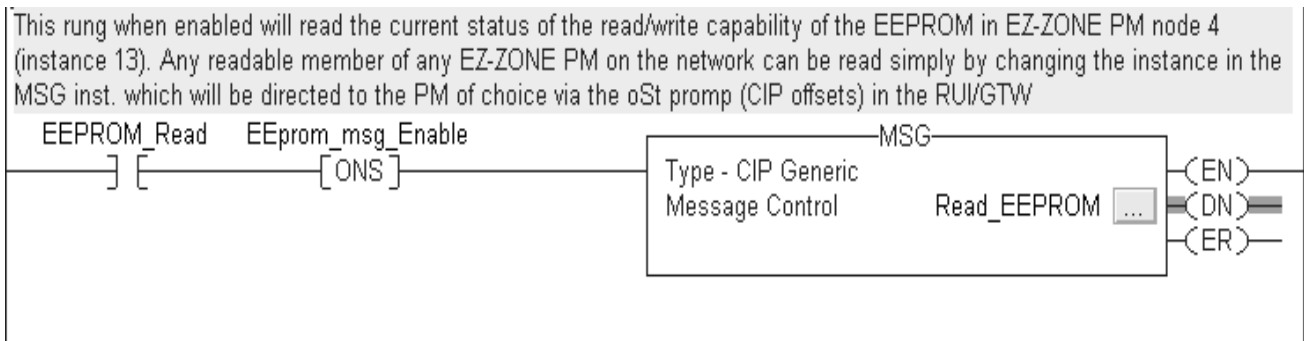 This rung when enabled will read the current status of the read/write capability of the EEPROM in EZ-ZONE PM node 4
(instance 13). Any readable member of any EZ-ZONE PM on the network can be read simply by changing the instance in the
MSG inst. which will be directed to the PM of choice via the oSt promp (CIP offsets) in the RUI/GTW
EEPROM_Read EEprom_msg_Enable
ONS
MSG
Type - CIP Generic
Message Control Read_EEPROM ...
EN
DN
ER